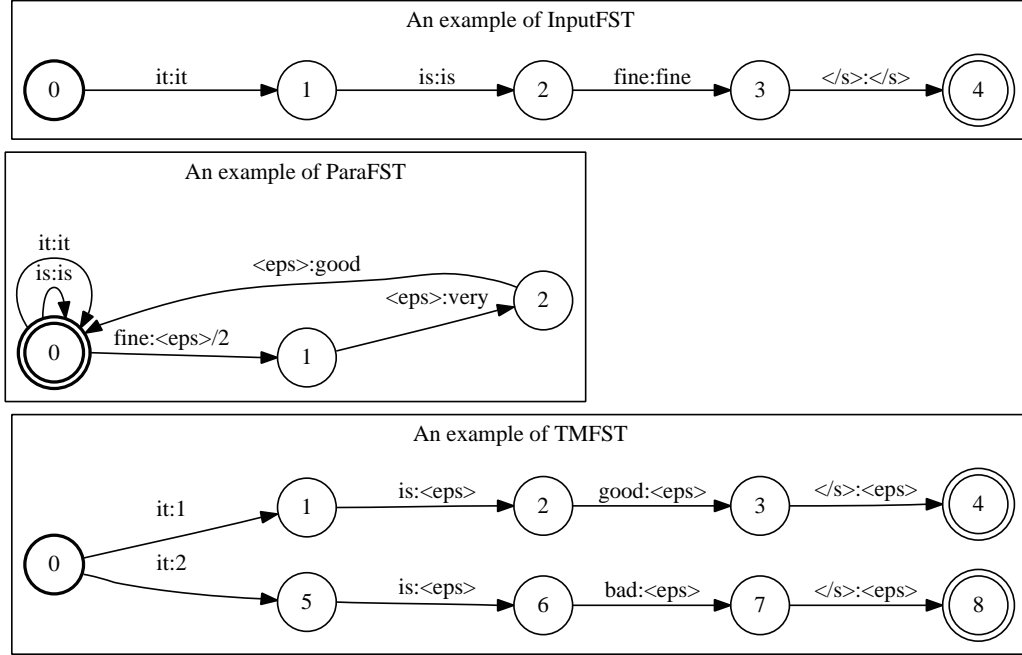 An example of InputFST
0 it:it 1 is:is 2 fine:fine 3 </s>:</s> 4
An example of ParaFST
it:it
is:is
<eps>:good
<eps>:very
2
fine:<eps>/2
0 1
An example of TMFST
it:1 1 is:<eps> 2 good:<eps> 3 </s>:<eps> 4
0
it:2 5 is:<eps> 6 bad:<eps> 7 </s>:<eps> 8